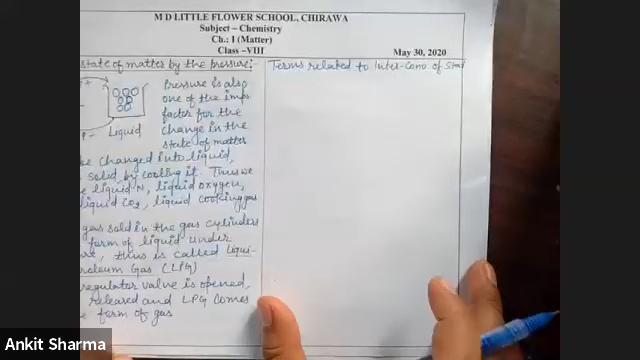 M D LITTLE FLOWER SCHOOL, CHIRAWA
Subject – Chemistry
Ch.: I (Matter)
Class –VIII
May 30, 2020
state of matter by the pressure:-
Pressure is also
one of the imps
factor for the
change in the
state of matter
Liquid
changed into liquid,
solid by cooling it. Thus we
liquid N, liquid oxygen,
liquid CO2, liquid cooking gas
gas sold in the gas cylinders
form of liquid under
, thus is called Liqui-
Gas (LPG)
regulator valve is opened,
released and LPG comes
form of gas
Terms related to Inter-Conv. of Stat
Ankit Sharma